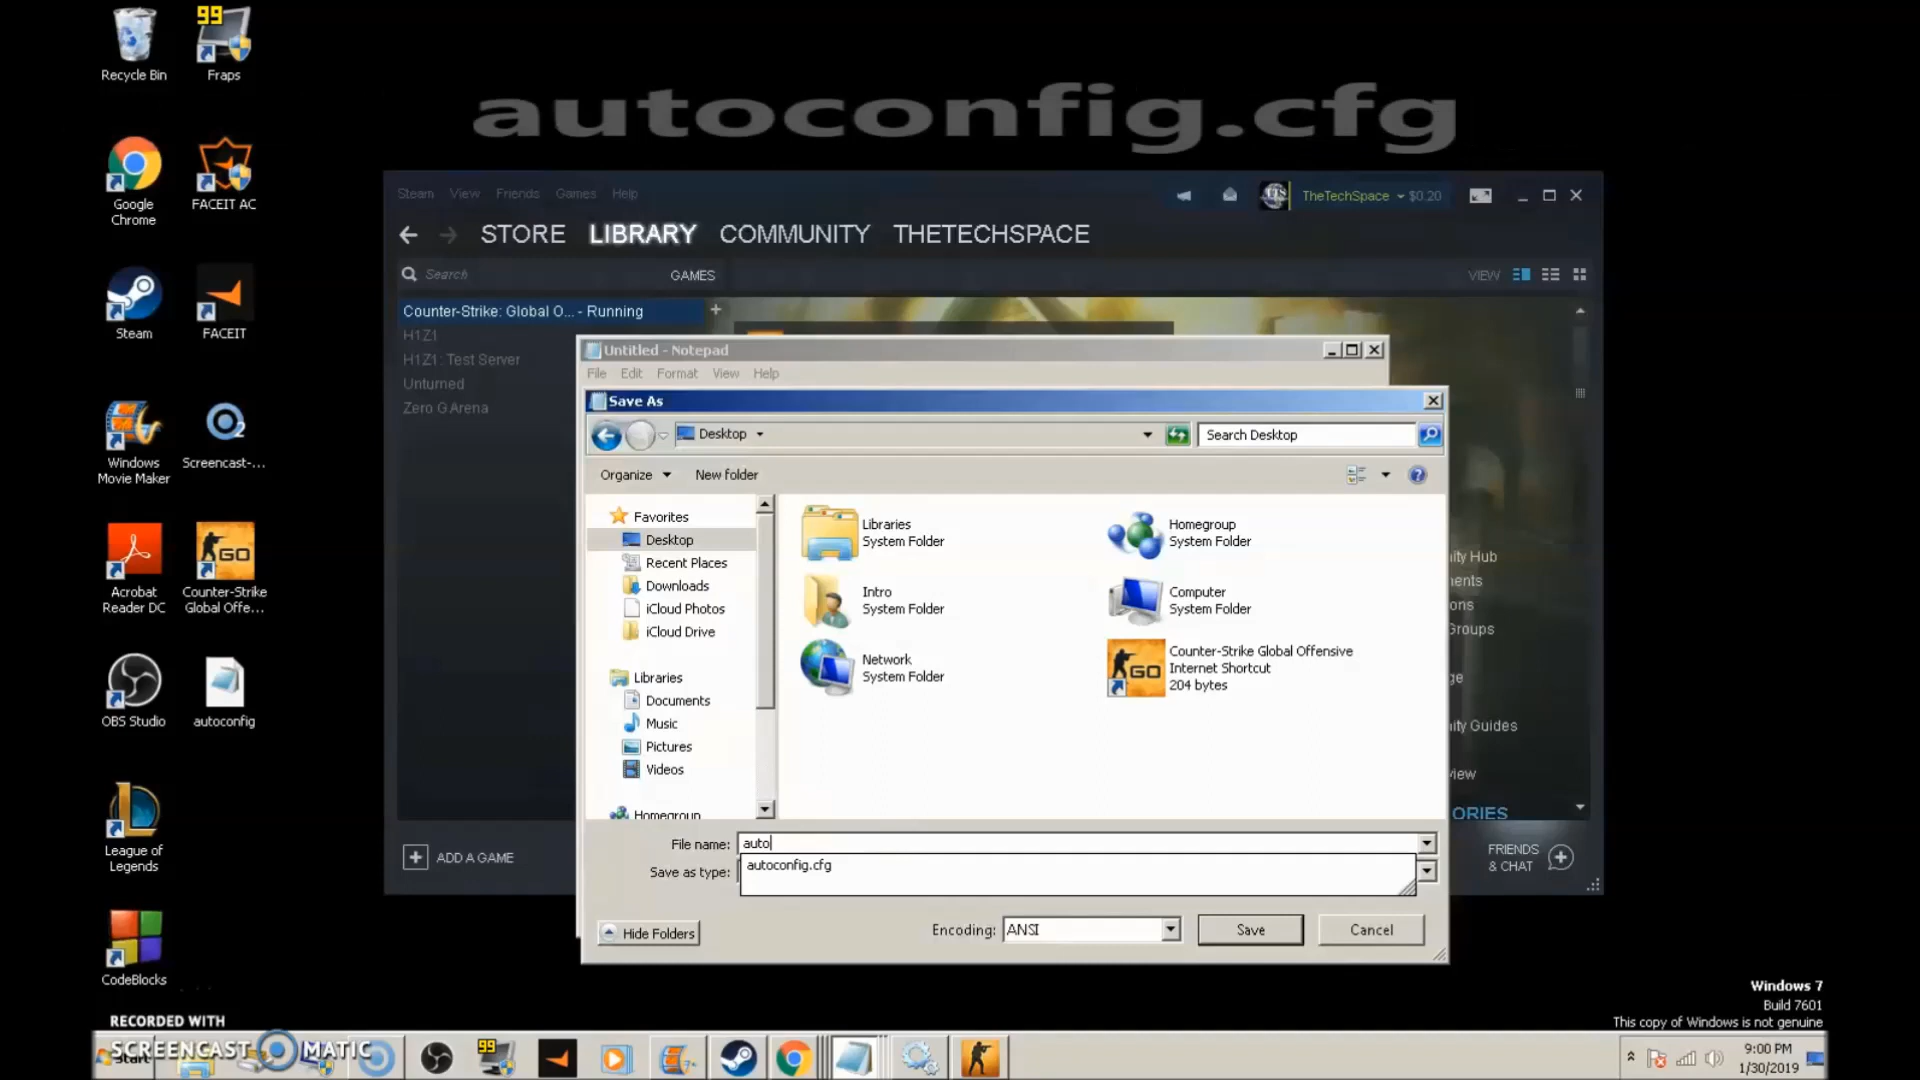 Recycle Bin
99
Fraps
Google
Chrome
FACEIT AC
Steam
FACEIT
Windows
Movie Maker
Screencast-...
Acrobat
Reader DC
Counter-Strike
Global Offe...
OBS Studio
autoconfig
League of
Legends
CodeBlocks
autoconfig.cfg
Steam View Friends Games Help
TheTechSpace $0.20
STORE LIBRARY COMMUNITY THETECHSPACE
Search GAMES VIEW
Counter-Strike: Global O... - Running
H1Z1
H1Z1: Test Server
Unturned
Zero G Arena
Untitled - Notepad
File Edit Format View Help
Save As
Desktop
Search Desktop
Organize New folder
Favorites
Desktop
Recent Places
Downloads
iCloud Photos
iCloud Drive
Libraries
Documents
Music
Pictures
Videos
Homegroup
Libraries
System Folder
Homegroup
System Folder
Intro
System Folder
Computer
System Folder
Network
System Folder
GO
Counter-Strike Global Offensive
Internet Shortcut
204 bytes
ity Hub
nents
ons
Groups
ge
nity Guides
view
ORIES
File name: auto
autoconfig.cfg
Save as type:
Hide Folders Encoding: ANSI Save Cancel
ADD A GAME
FRIENDS
& CHAT
Windows 7
Build 7601
This copy of Windows is not genuine
RECORDED WITH
SCREENCAST MATIC
Start
99
9:00 PM
1/30/2019